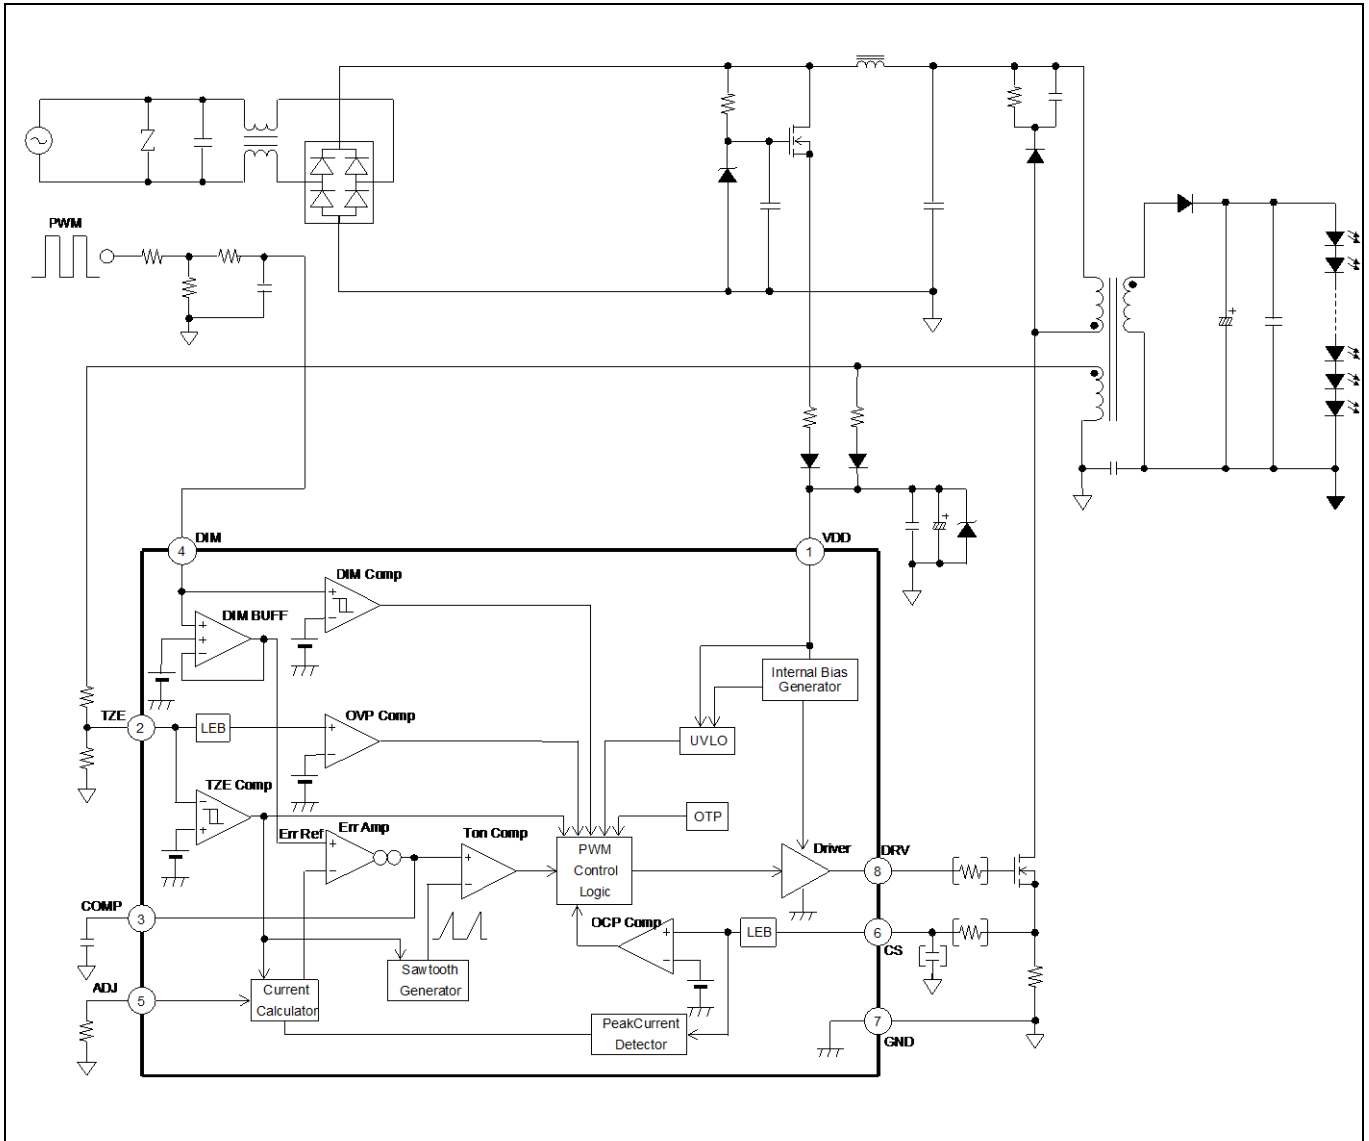 PWM
+
+
DIM
4
VDD
1
DIM Comp
+
−
DIM BUFF
+
+
−
Internal Bias
Generator
TZE
2
LEB
OVP Comp
+
−
UVLO
TZE Comp
−
+
OTP
Err Ref
Err Amp
+
−
Ton Comp
+
−
PWM
Control
Logic
Driver
DRV
8
COMP
3
OCP Comp
+
−
LEB
6
CS
Sawtooth
Generator
ADJ
5
Current
Calculator
PeakCurrent
Detector
7
GND